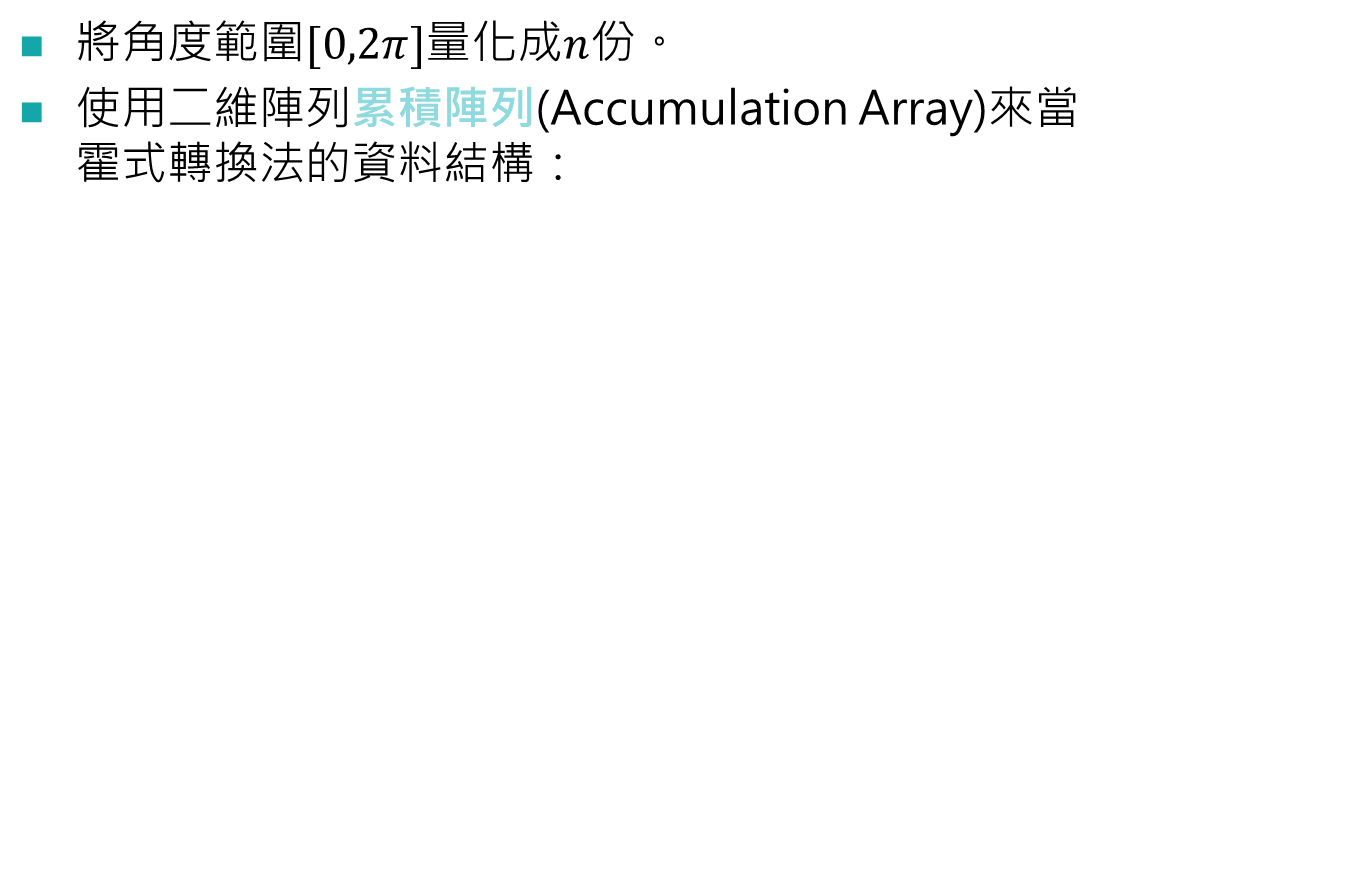 ■ 將角度範圍[0,2π]量化成n份。
■ 使用二維陣列累積陣列(Accumulation Array)來當
霍式轉換法的資料結構：